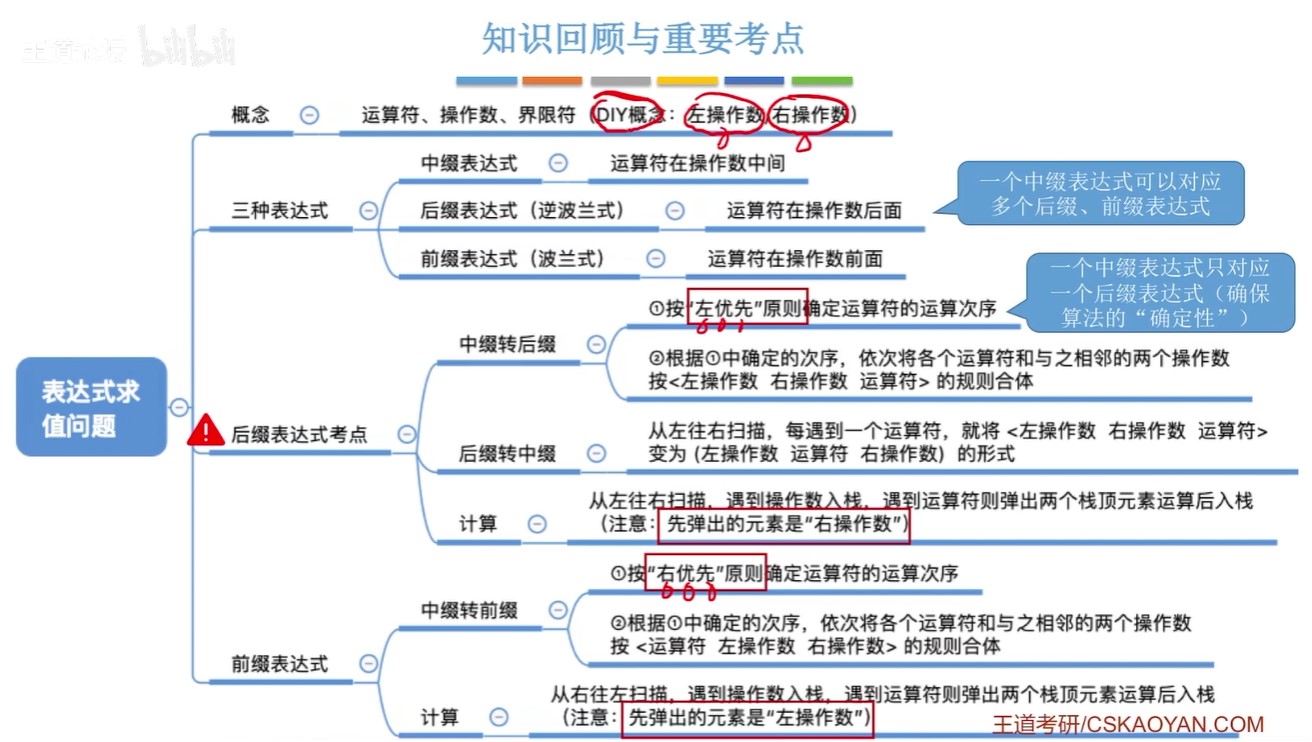 王道论坛 bilibili
知识回顾与重要考点
概念
运算符、操作数、界限符（DIY概念：左操作数/右操作数）
三种表达式
中缀表达式
运算符在操作数中间
后缀表达式（逆波兰式）
运算符在操作数后面
前缀表达式（波兰式）
运算符在操作数前面
一个中缀表达式可以对应
多个后缀、前缀表达式
表达式求
值问题
后缀表达式考点
中缀转后缀
①按“左优先”原则确定运算符的运算次序
一个中缀表达式只对应
一个后缀表达式（确保
算法的“确定性”）
②根据①中确定的次序，依次将各个运算符和与之相邻的两个操作数
按<左操作数 右操作数 运算符> 的规则合体
后缀转中缀
从左往右扫描，每遇到一个运算符，就将 <左操作数 右操作数 运算符>
变为 (左操作数 运算符 右操作数) 的形式
计算
从左往右扫描，遇到操作数入栈，遇到运算符则弹出两个栈顶元素运算后入栈
（注意：先弹出的元素是“右操作数”）
前缀表达式
中缀转前缀
①按“右优先”原则确定运算符的运算次序
②根据①中确定的次序，依次将各个运算符和与之相邻的两个操作数
按 <运算符 左操作数 右操作数> 的规则合体
计算
从右往左扫描，遇到操作数入栈，遇到运算符则弹出两个栈顶元素运算后入栈
（注意：先弹出的元素是“左操作数”）
王道考研/CSKAOYAN.COM